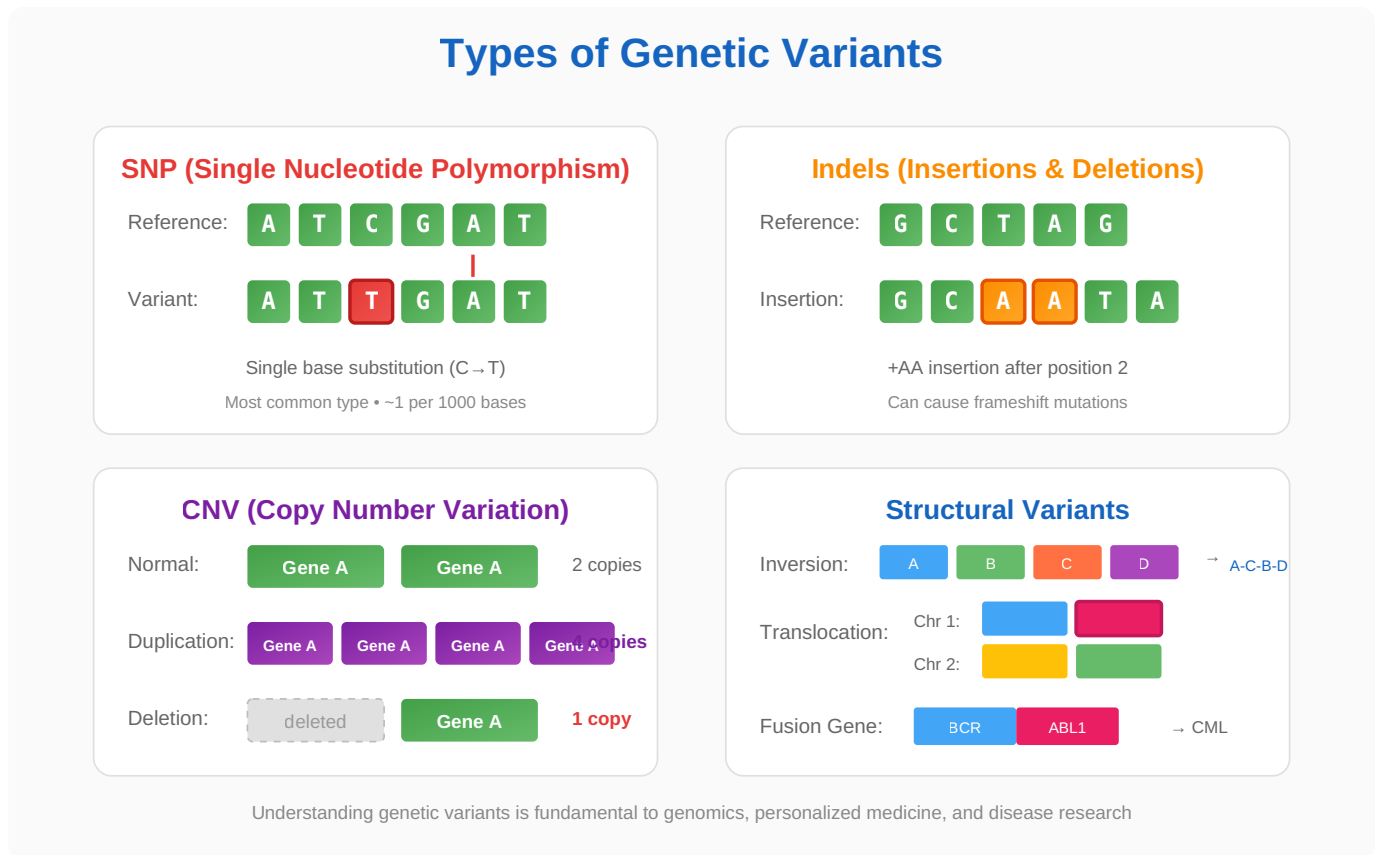 Types of Genetic Variants
SNP (Single Nucleotide Polymorphism)
Reference: A T C G A T
Variant: A T T G A T
Single base substitution (C→T)
Most common type • ~1 per 1000 bases
Indels (Insertions & Deletions)
Reference: G C T A G
Insertion: G C A A T A
+AA insertion after position 2
Can cause frameshift mutations
CNV (Copy Number Variation)
Normal: Gene A Gene A 2 copies
Duplication: Gene A Gene A Gene A Gene A 4 copies
Deletion: deleted Gene A 1 copy
Structural Variants
Inversion: A B C D → A-C-B-D
Translocation:
Chr 1:
Chr 2:
Fusion Gene: BCR ABL1 → CML
Understanding genetic variants is fundamental to genomics, personalized medicine, and disease research